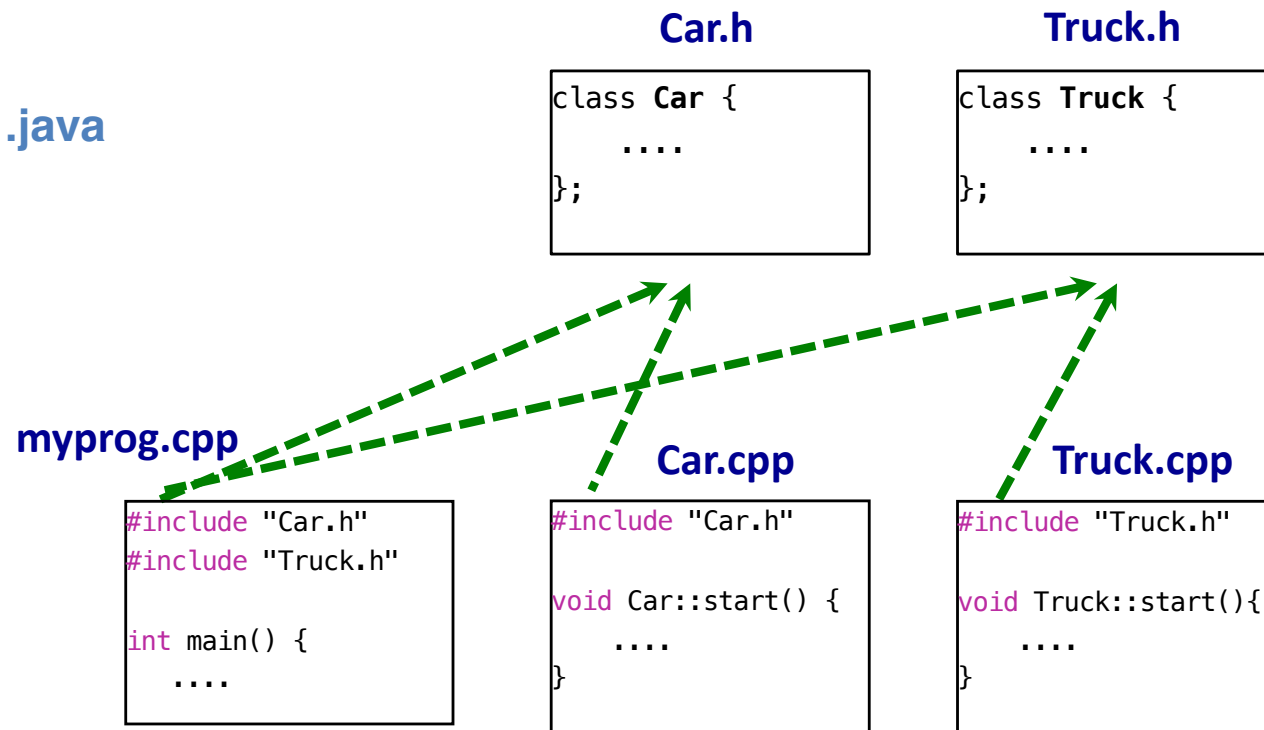 Car.h
Truck.h
.java
class Car {
....
};
class Truck {
....
};
myprog.cpp
Car.cpp
Truck.cpp
#include "Car.h"
#include "Truck.h"
int main() {
....
#include "Car.h"
void Car::start() {
....
}
#include "Truck.h"
void Truck::start(){
....
}